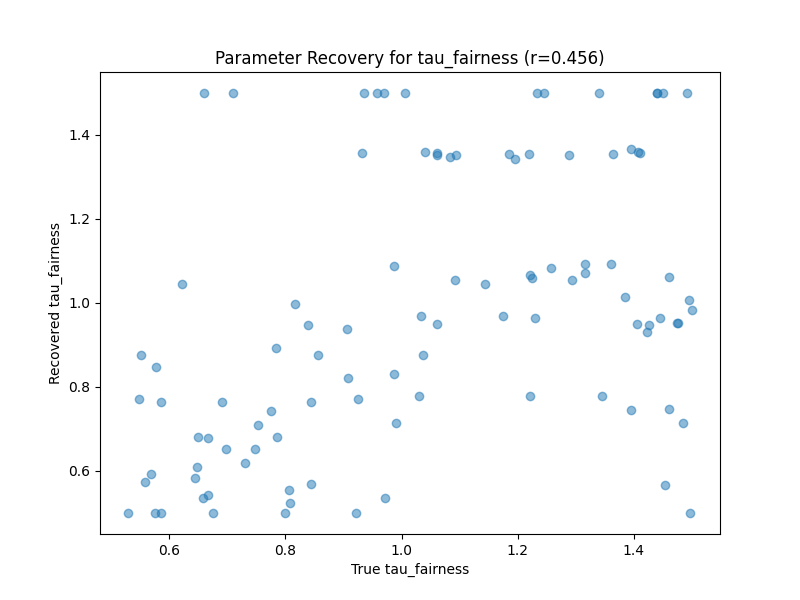 Parameter Recovery for tau_fairness (r=0.456)
1.4
1.2
1.0
0.8
0.6
Recovered tau_fairness
0.6 0.8 1.0 1.2 1.4
True tau_fairness